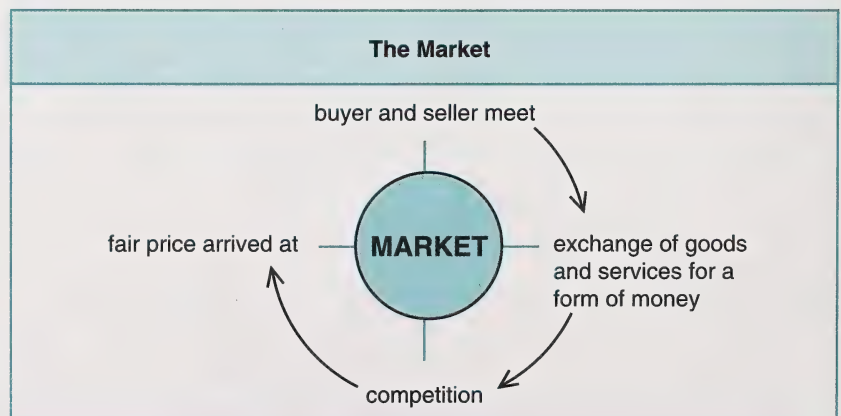 The Market
buyer and seller meet
fair price arrived at
MARKET
exchange of goods
and services for a
form of money
competition